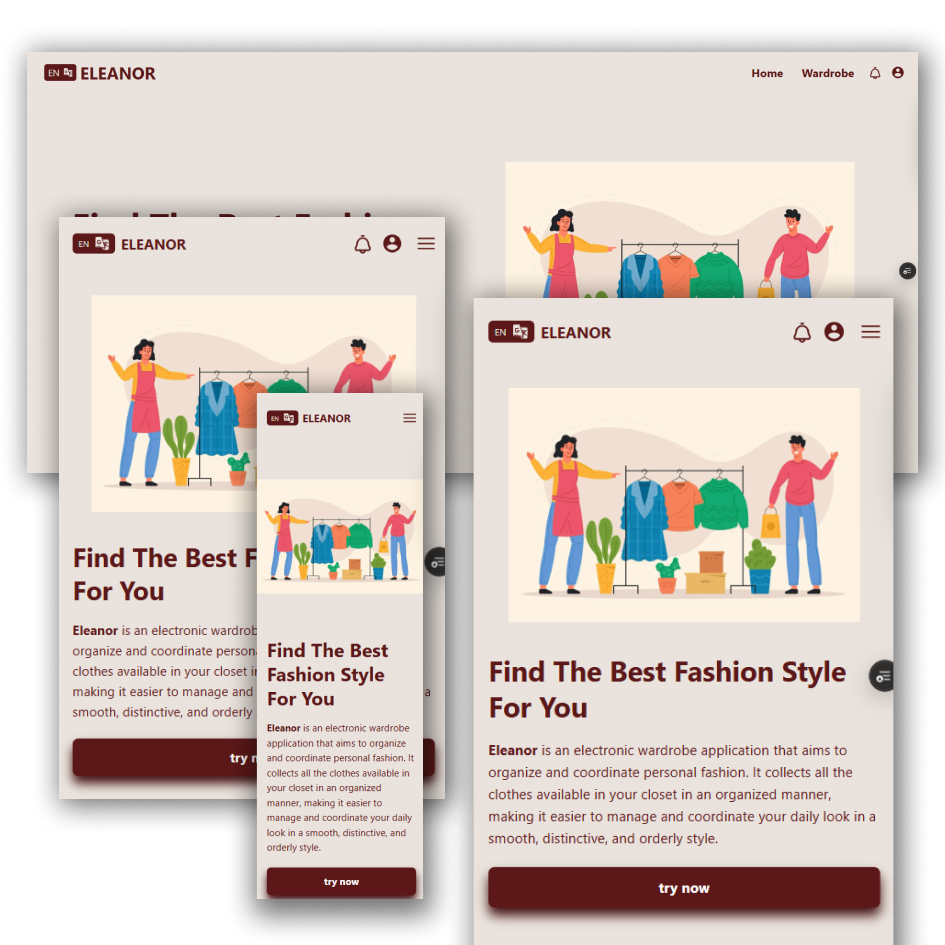 EN ELEANOR
Home Wardrobe
EN ELEANOR
Find The Best F
For You
Eleanor is an electronic
organize and coordinate
clothes available in your closet
making it easier to manage and a
smooth, distinctive, and orderly
try
EN ELEANOR
Find The Best
Fashion Style
For You
Eleanor is an electronic wardrobe
application that aims to organize
and coordinate personal fashion. It
collects all the clothes available in
your closet in an organized
manner, making it easier to
manage and coordinate your daily
look in a smooth, distinctive, and
orderly style.
try now
EN ELEANOR
Find The Best Fashion Style
For You
Eleanor is an electronic wardrobe application that aims to
organize and coordinate personal fashion. It collects all the
clothes available in your closet in an organized manner,
making it easier to manage and coordinate your daily look in a
smooth, distinctive, and orderly style.
try now